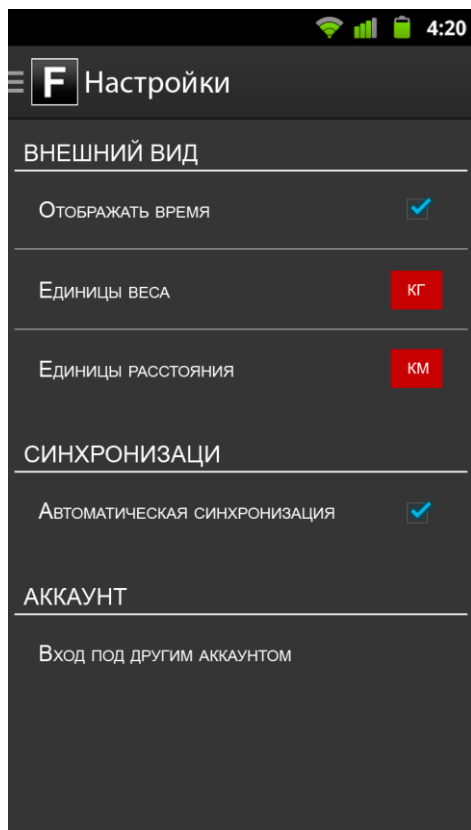 4:20
F Настройки
ВНЕШНИЙ ВИД
Отображать время
Единицы веса КГ
Единицы расстояния КМ
СИНХРОНИЗАЦИ
Автоматическая синхронизация
АККАУНТ
Вход под другим аккаунтом